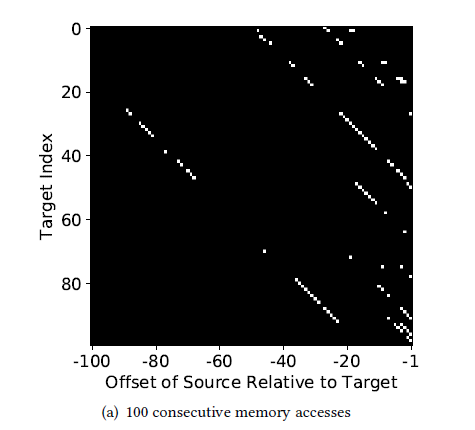 0
20
40
60
80
Target Index
-100 -80 -60 -40 -20 -1
Offset of Source Relative to Target
(a) 100 consecutive memory accesses